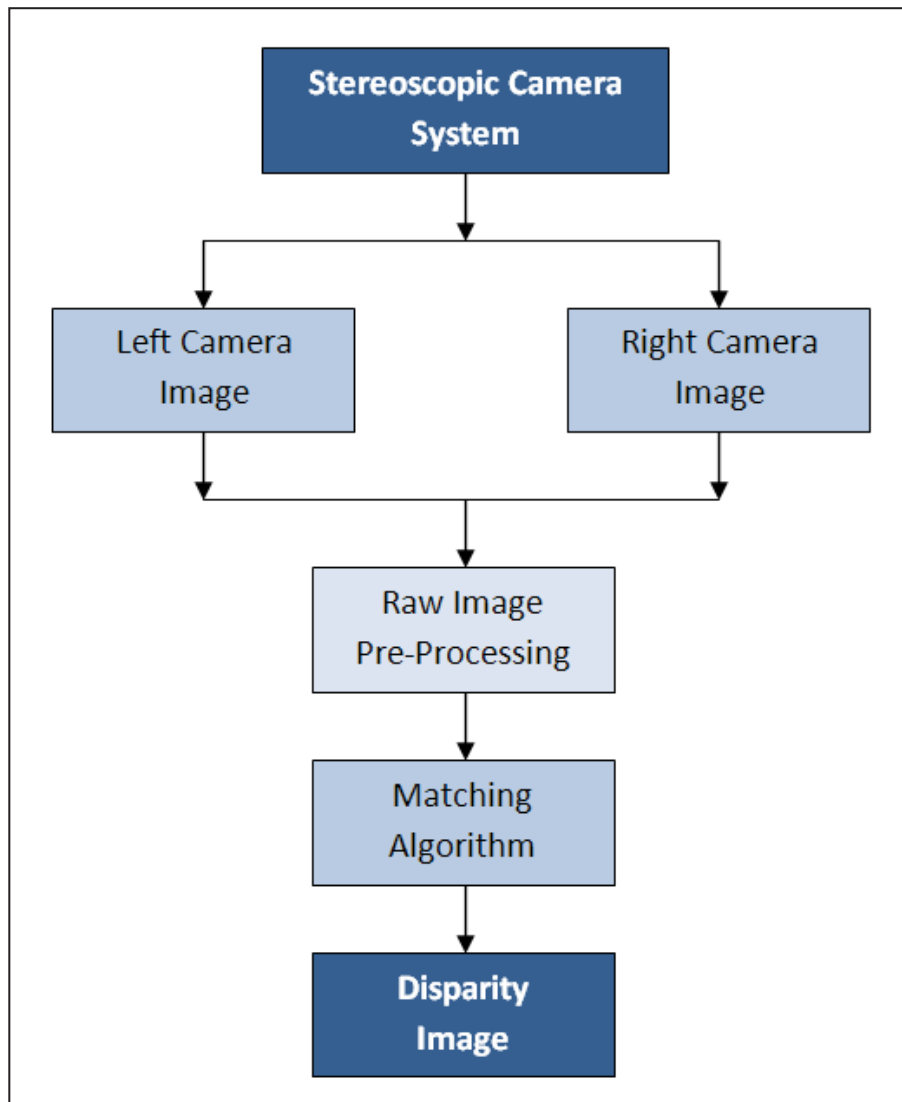 Stereoscopic Camera
System
Left Camera
Image
Right Camera
Image
Raw Image
Pre-Processing
Matching
Algorithm
Disparity
Image